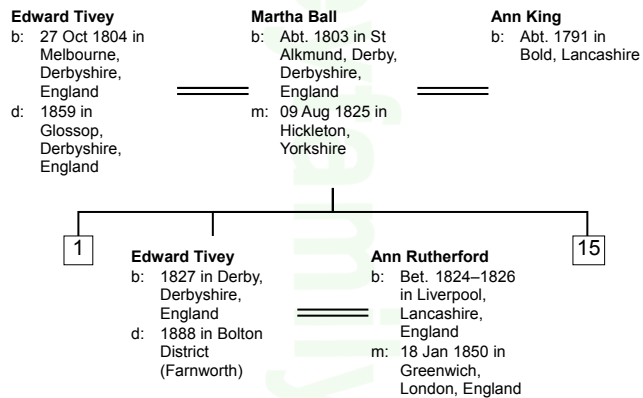 Edward Tivey
b: 27 Oct 1804 in
Melbourne,
Derbyshire,
England
d: 1859 in
Glossop,
Derbyshire,
England
Martha Ball
b: Abt. 1803 in St
Alkmund, Derby,
Derbyshire,
England
m: 09 Aug 1825 in
Hickleton,
Yorkshire
Ann King
b: Abt. 1791 in
Bold, Lancashire
1
Edward Tivey
b: 1827 in Derby,
Derbyshire,
England
d: 1888 in Bolton
District
(Farnworth)
Ann Rutherford
b: Bet. 1824–1826
in Liverpool,
Lancashire,
England
m: 18 Jan 1850 in
Greenwich,
London, England
15
family